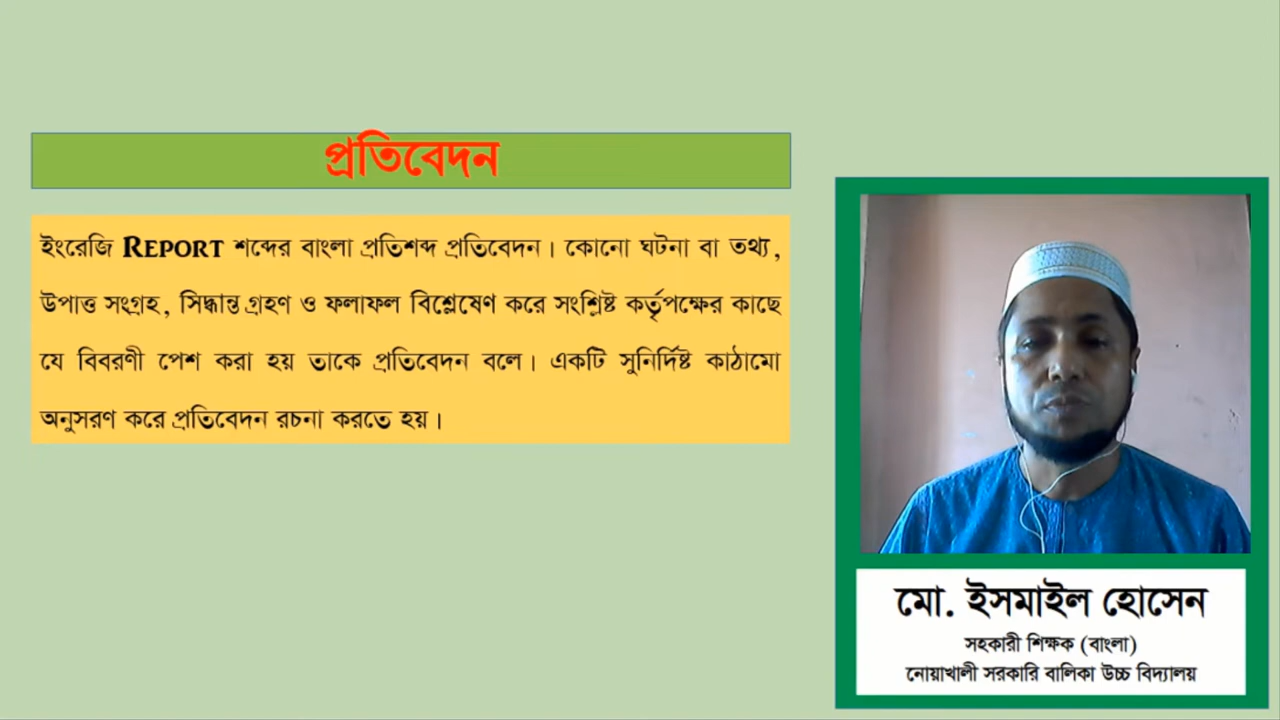 প্রতিবেদন
ইংরেজি REPORT শব্দের বাংলা প্রতিশব্দ প্রতিবেদন। কোনো ঘটনা বা তথ্য,
উপাত্ত সংগ্রহ, সিদ্ধান্ত গ্রহণ ও ফলাফল বিশ্লেষেণ করে সংশ্লিষ্ট কর্তৃপক্ষের কাছে
যে বিবরণী পেশ করা হয় তাকে প্রতিবেদন বলে। একটি সুনির্দিষ্ট কাঠামো
অনুসরণ করে প্রতিবেদন রচনা করতে হয়।
মো. ইসমাইল হোসেন
সহকারী শিক্ষক (বাংলা)
নোয়াখালী সরকারি বালিকা উচ্চ বিদ্যালয়